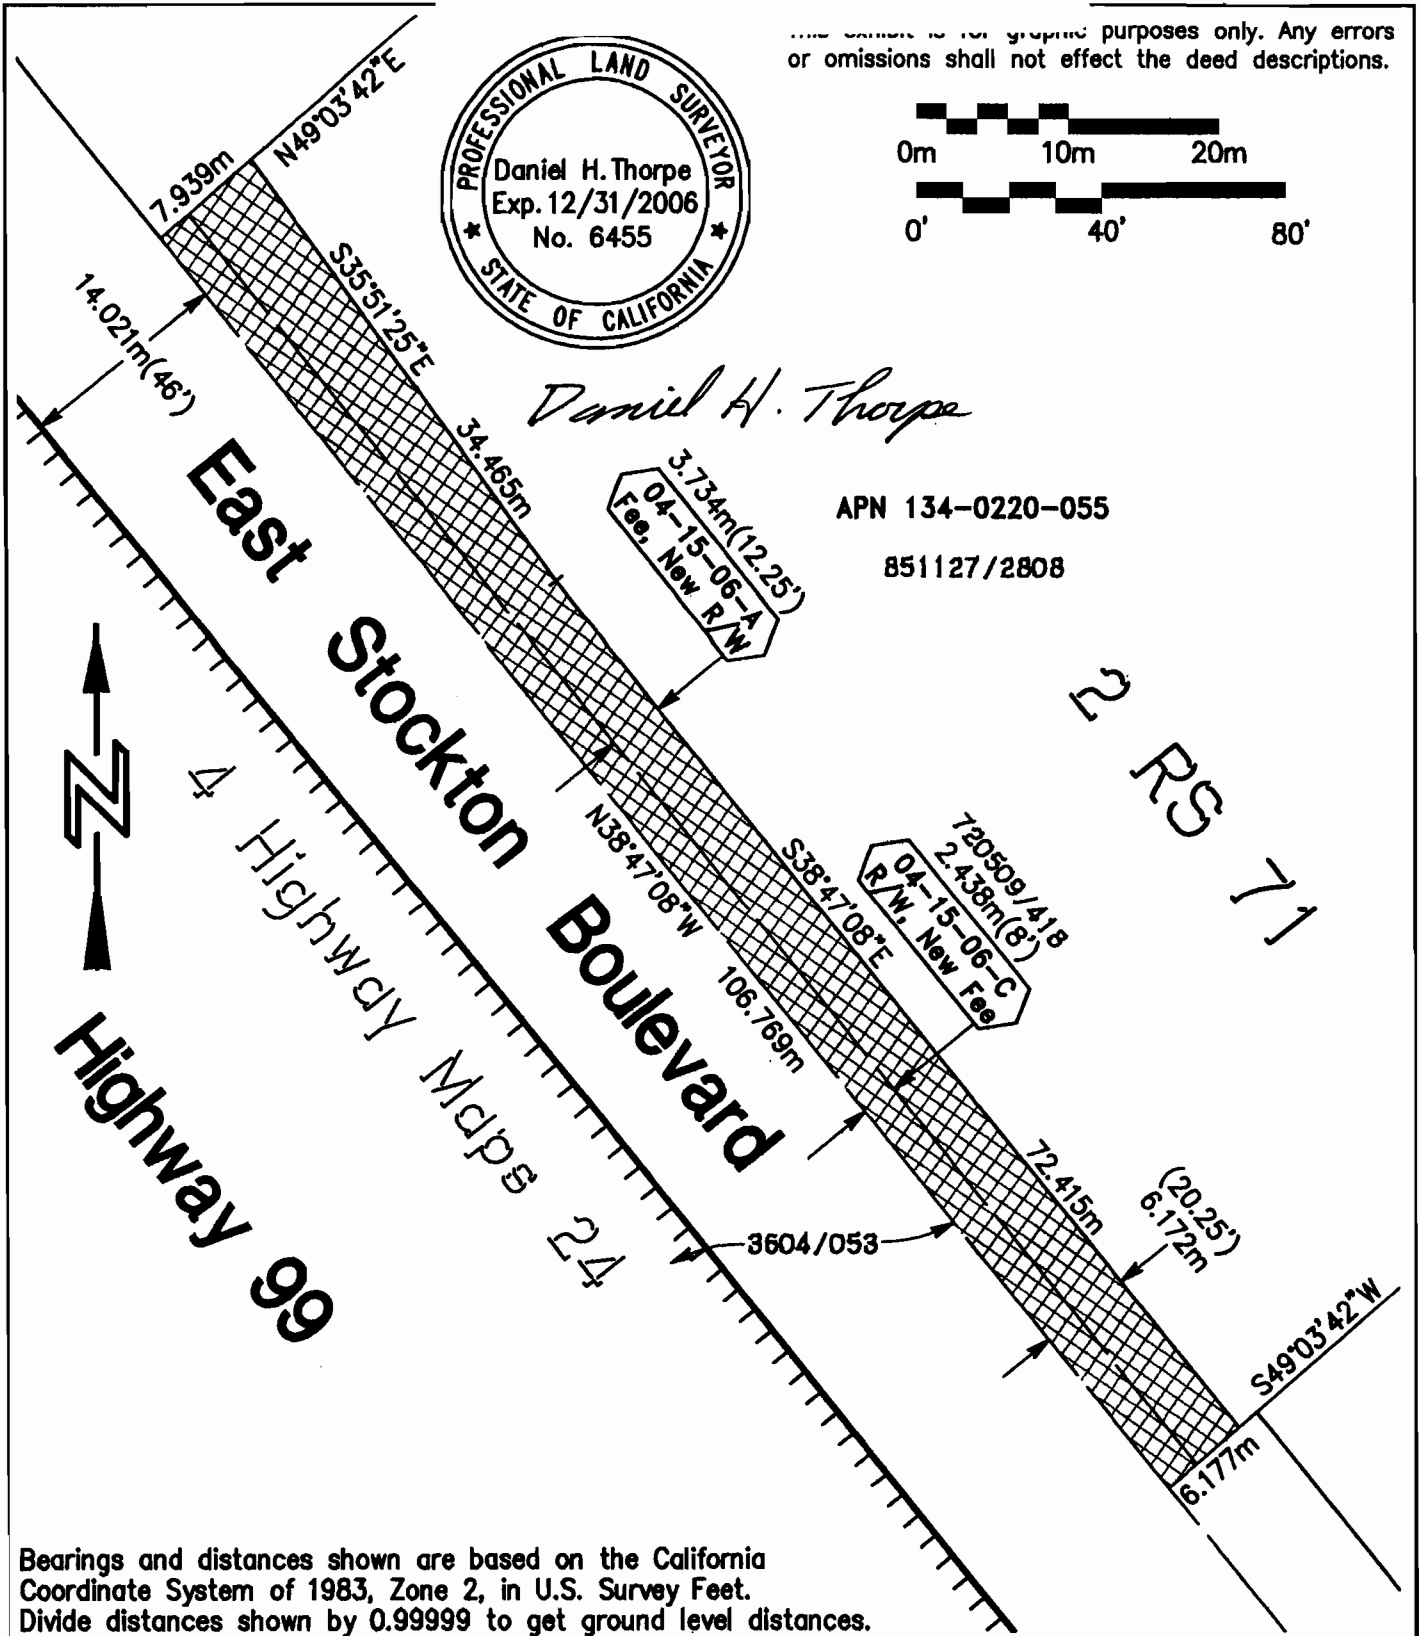 purposes only. Any errors
or omissions shall not effect the deed descriptions.
0m 10m 20m
0' 40' 80'
PROFESSIONAL LAND SURVEYOR
Daniel H. Thorpe
Exp. 12/31/2006
No. 6455
STATE OF CALIFORNIA
Daniel H. Thorpe
N49°03'42"E
7.939m
14.021m(46')
S35°51'25"E
34.465m
3.734m(12.25')
04-15-06-A
Fee, New R/W
APN 134-0220-055
851127/2808
2 RS 71
East Stockton Boulevard
4 Highway Maps 24
Highway 99
N38°47'08"W
106.769m
S38°47'08"E
720509/418
2.438m(8')
04-15-06-C
R/W, New Fee
72.415m
(20.25')
6.172m
3604/053
S49°03'42"W
6.177m
Bearings and distances shown are based on the California
Coordinate System of 1983, Zone 2, in U.S. Survey Feet.
Divide distances shown by 0.99999 to get ground level distances.